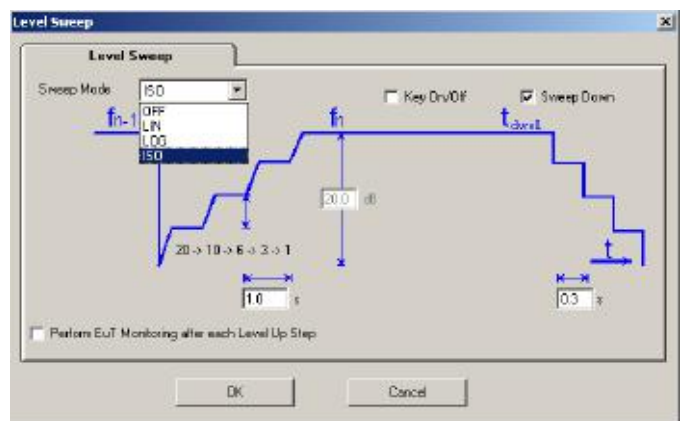 Level Sweep
Level Sweep
Sweep Mode
ISO
Key On/Off
Sweep Down
OFF
LIN
LOG
ISO
fn-1
fn
tdwell
20.0 dB
20 -> 10 -> 6 -> 3 -> 1
t
1.0 s
0.3 s
Perform EuT Monitoring after each Level Up Step
OK
Cancel